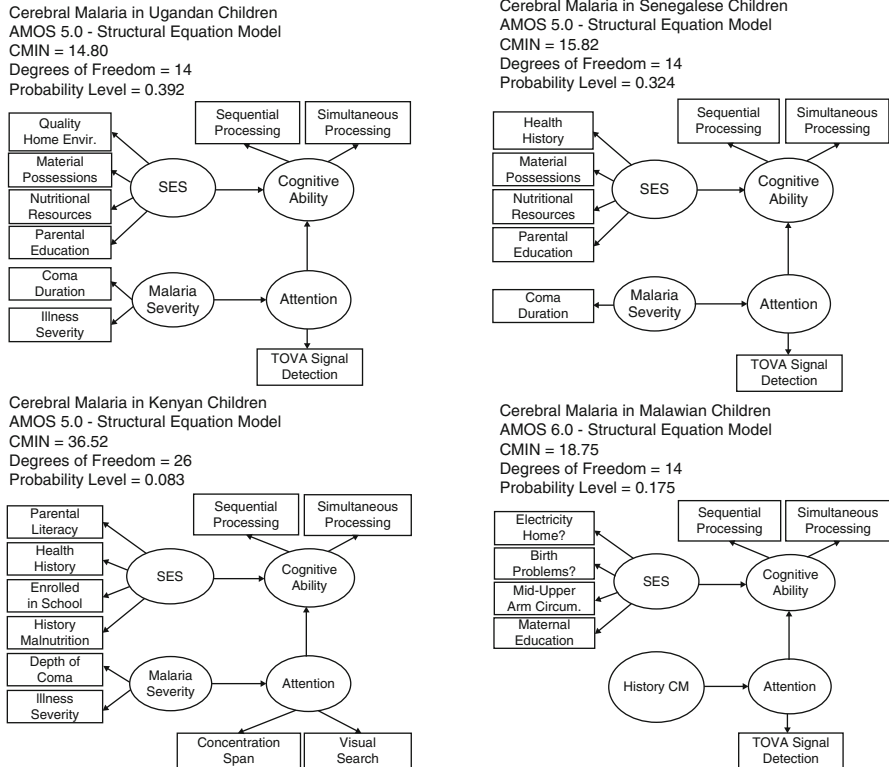 Cerebral Malaria in Ugandan Children
AMOS 5.0 - Structural Equation Model
CMIN = 14.80
Degrees of Freedom = 14
Probability Level = 0.392
Quality
Home Envir.
Material
Possessions
Nutritional
Resources
Parental
Education
Coma
Duration
Illness
Severity
SES
Malaria
Severity
Sequential
Processing
Simultaneous
Processing
Cognitive
Ability
Attention
TOVA Signal
Detection
Cerebral Malaria in Senegalese Children
AMOS 5.0 - Structural Equation Model
CMIN = 15.82
Degrees of Freedom = 14
Probability Level = 0.324
Health
History
Material
Possessions
Nutritional
Resources
Parental
Education
Coma
Duration
SES
Malaria
Severity
Sequential
Processing
Simultaneous
Processing
Cognitive
Ability
Attention
TOVA Signal
Detection
Cerebral Malaria in Kenyan Children
AMOS 5.0 - Structural Equation Model
CMIN = 36.52
Degrees of Freedom = 26
Probability Level = 0.083
Parental
Literacy
Health
History
Enrolled
in School
History
Malnutrition
Depth of
Coma
Illness
Severity
SES
Malaria
Severity
Sequential
Processing
Simultaneous
Processing
Cognitive
Ability
Attention
Concentration
Span
Visual
Search
Cerebral Malaria in Malawian Children
AMOS 6.0 - Structural Equation Model
CMIN = 18.75
Degrees of Freedom = 14
Probability Level = 0.175
Electricity
Home?
Birth
Problems?
Mid-Upper
Arm Circum.
Maternal
Education
SES
History CM
Sequential
Processing
Simultaneous
Processing
Cognitive
Ability
Attention
TOVA Signal
Detection